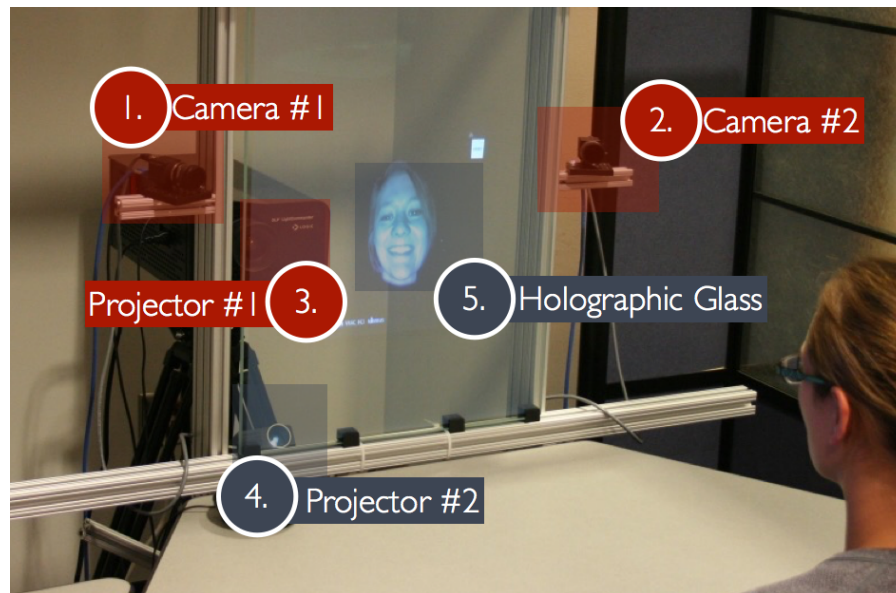 1. Camera #1
2. Camera #2
Projector #1 3.
5. Holographic Glass
4. Projector #2